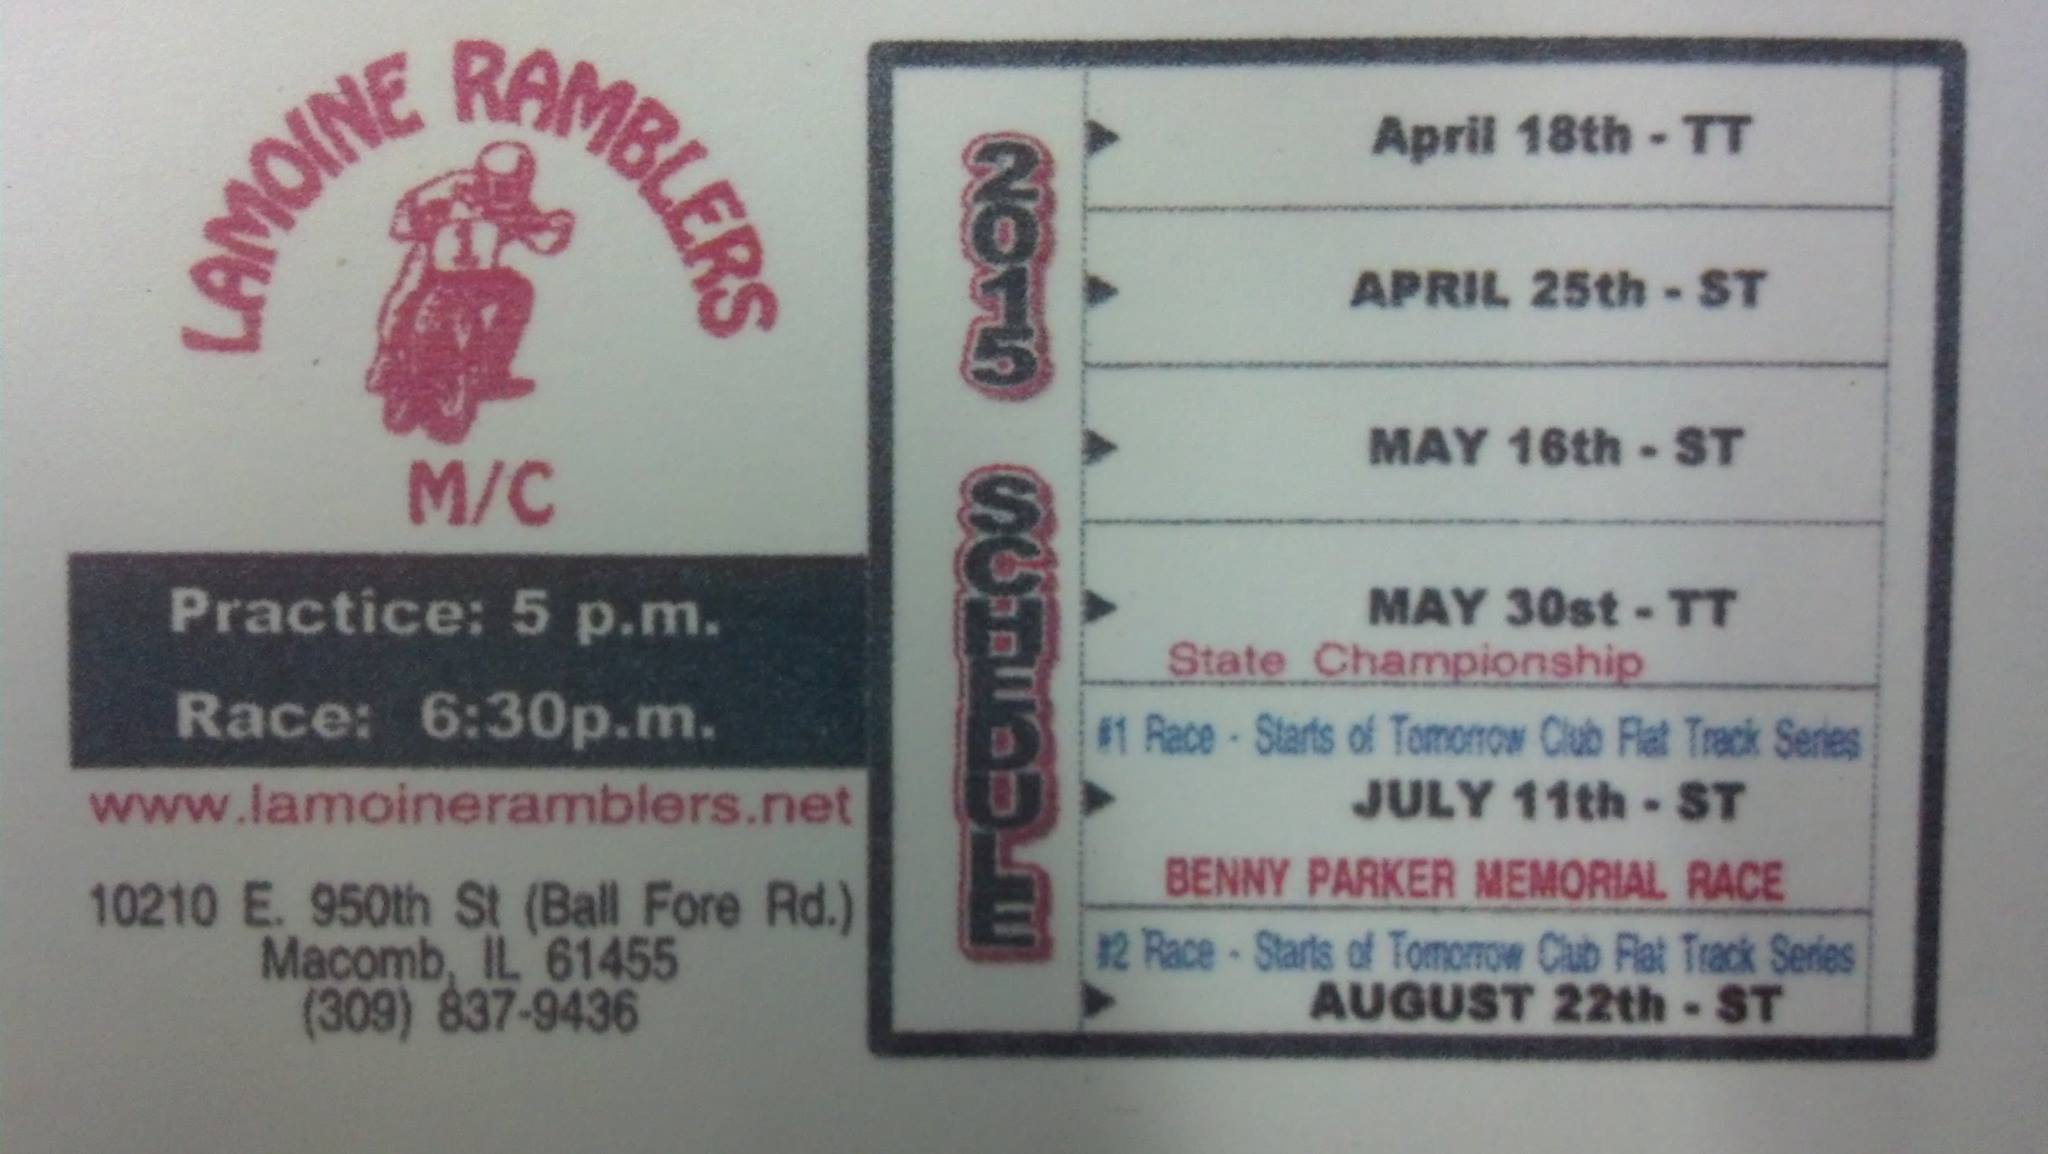 LAMOINE RAMBLERS
1
M/C
Practice: 5 p.m.
Race: 6:30p.m.
www.lamoineramblers.net
10210 E. 950th St (Ball Fore Rd.)
Macomb, IL 61455
(309) 837-9436
2015 SCHEDULE
April 18th - TT
APRIL 25th - ST
MAY 16th - ST
MAY 30st - TT
State Championship
#1 Race - Starts of Tomorrow Club Flat Track Series
JULY 11th - ST
BENNY PARKER MEMORIAL RACE
#2 Race - Starts of Tomorrow Club Flat Track Series
AUGUST 22th - ST